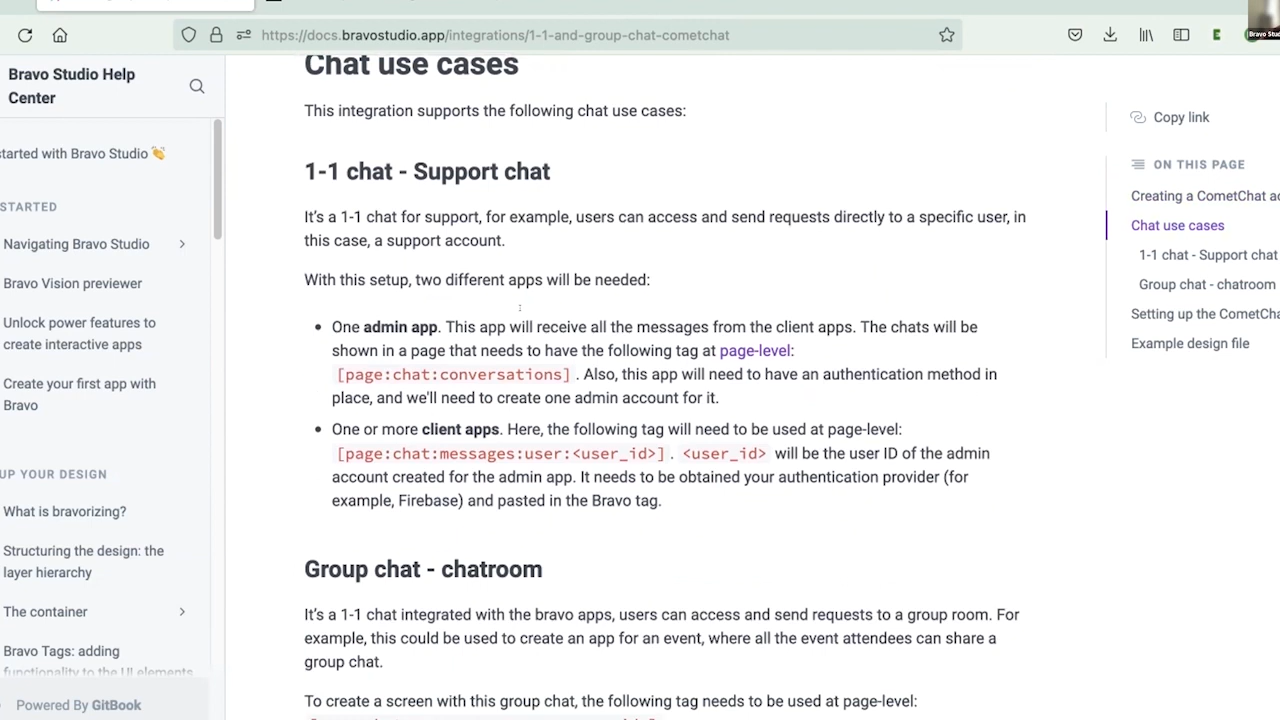 https://docs.bravostudio.app/integrations/1-1-and-group-chat-cometchat
Bravo Stud
Bravo Studio Help
Center
started with Bravo Studio 👏
STARTED
Navigating Bravo Studio
Bravo Vision previewer
Unlock power features to
create interactive apps
Create your first app with
Bravo
UP YOUR DESIGN
What is bravorizing?
Structuring the design: the
layer hierarchy
The container
Bravo Tags: adding
functionality to the UI elements
Powered By GitBook
Chat use cases
This integration supports the following chat use cases:
1-1 chat - Support chat
It's a 1-1 chat for support, for example, users can access and send requests directly to a specific user, in
this case, a support account.
With this setup, two different apps will be needed:
One admin app. This app will receive all the messages from the client apps. The chats will be
shown in a page that needs to have the following tag at page-level:
[page:chat:conversations] . Also, this app will need to have an authentication method in
place, and we'll need to create one admin account for it.
One or more client apps. Here, the following tag will need to be used at page-level:
[page:chat:messages:user:<user_id>] . <user_id> will be the user ID of the admin
account created for the admin app. It needs to be obtained your authentication provider (for
example, Firebase) and pasted in the Bravo tag.
Group chat - chatroom
It's a 1-1 chat integrated with the bravo apps, users can access and send requests to a group room. For
example, this could be used to create an app for an event, where all the event attendees can share a
group chat.
To create a screen with this group chat, the following tag needs to be used at page-level:
Copy link
ON THIS PAGE
Creating a CometChat ac
Chat use cases
1-1 chat - Support chat
Group chat - chatroom
Setting up the CometCha
Example design file